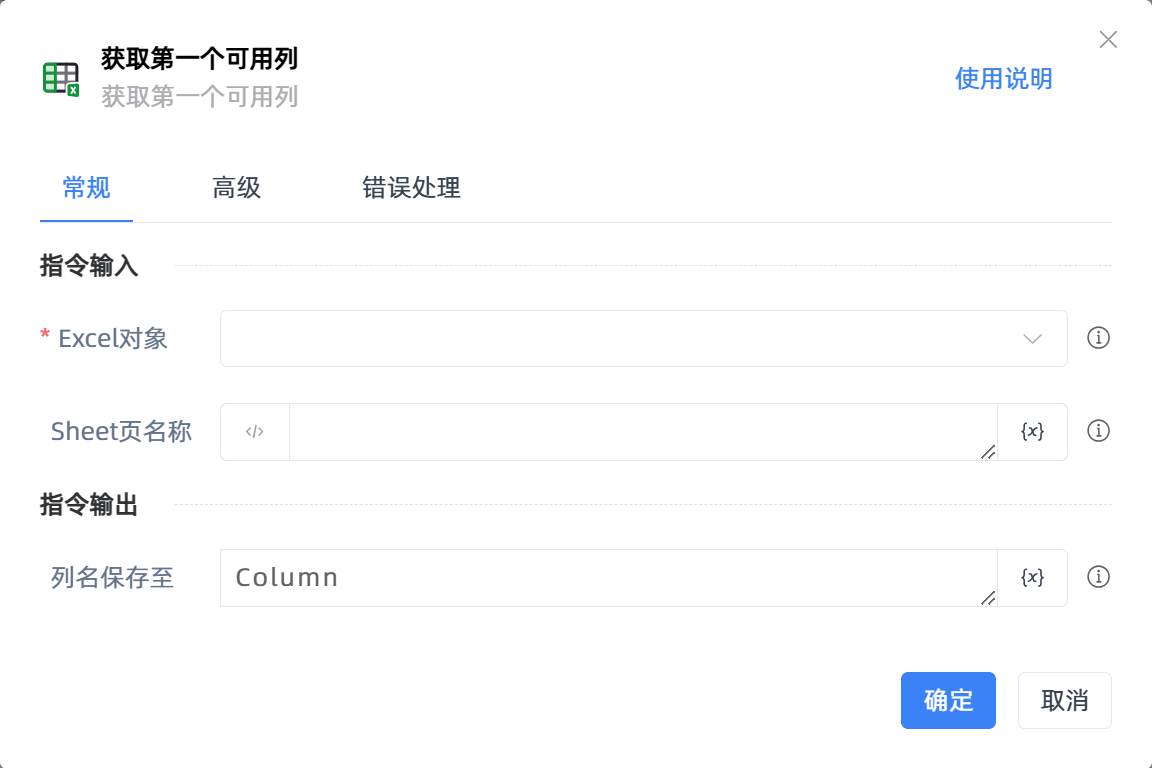 获取第一个可用列
获取第一个可用列
使用说明
常规 高级 错误处理
指令输入
* Excel对象
Sheet页名称 </> {x}
指令输出
列名保存至 Column {x}
确定 取消